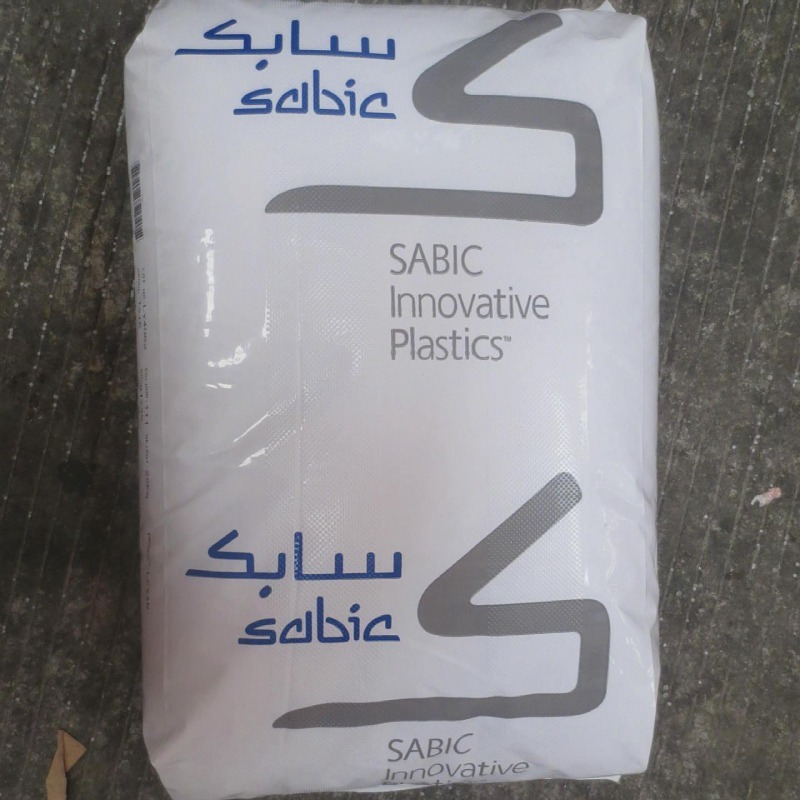 سابك
sabic
SABIC
Innovative
Plastics™
سابك
sabic
SABIC
Innovative